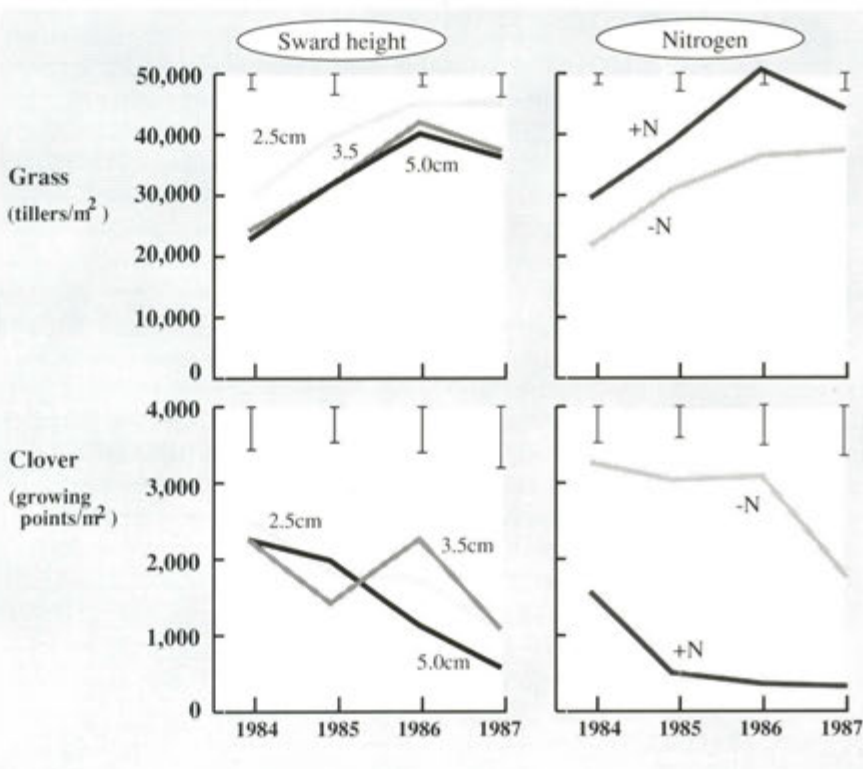 Sward height
Nitrogen
50,000
40,000
30,000
20,000
10,000
0
Grass
(tillers/m²)
2.5cm
3.5
5.0cm
+N
-N
4,000
3,000
2,000
1,000
0
Clover
(growing
points/m²)
2.5cm
3.5cm
5.0cm
-N
+N
1984 1985 1986 1987
1984 1985 1986 1987